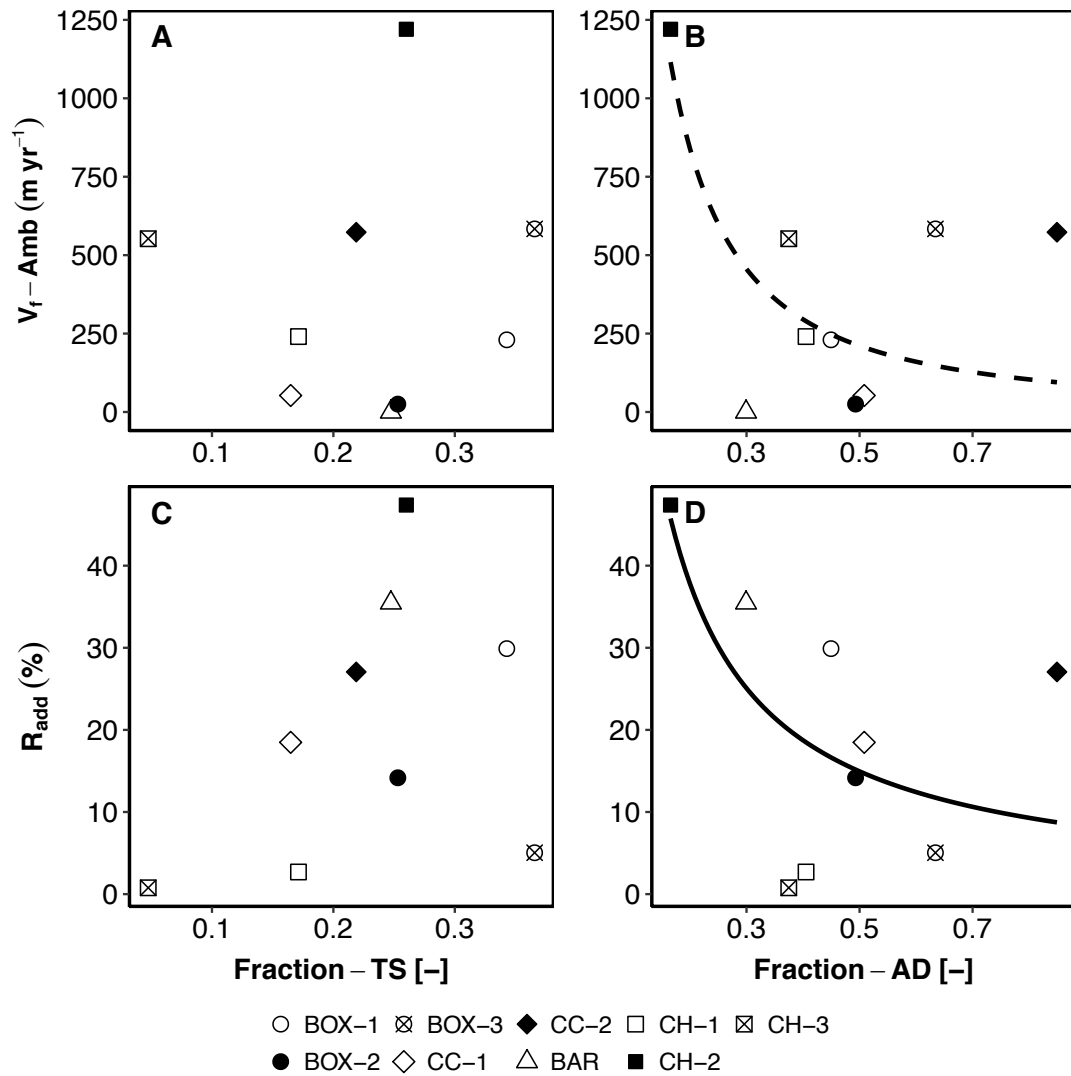 A
B
V_f – Amb (m yr⁻¹)
1250
1000
750
500
250
0
0.1 0.2 0.3
1250
1000
750
500
250
0
0.3 0.5 0.7
C
D
R_add (%)
40
30
20
10
0
0.1 0.2 0.3
Fraction – TS [–]
40
30
20
10
0
0.3 0.5 0.7
Fraction – AD [–]
BOX–1 BOX–3 CC–2 CH–1 CH–3
BOX–2 CC–1 BAR CH–2